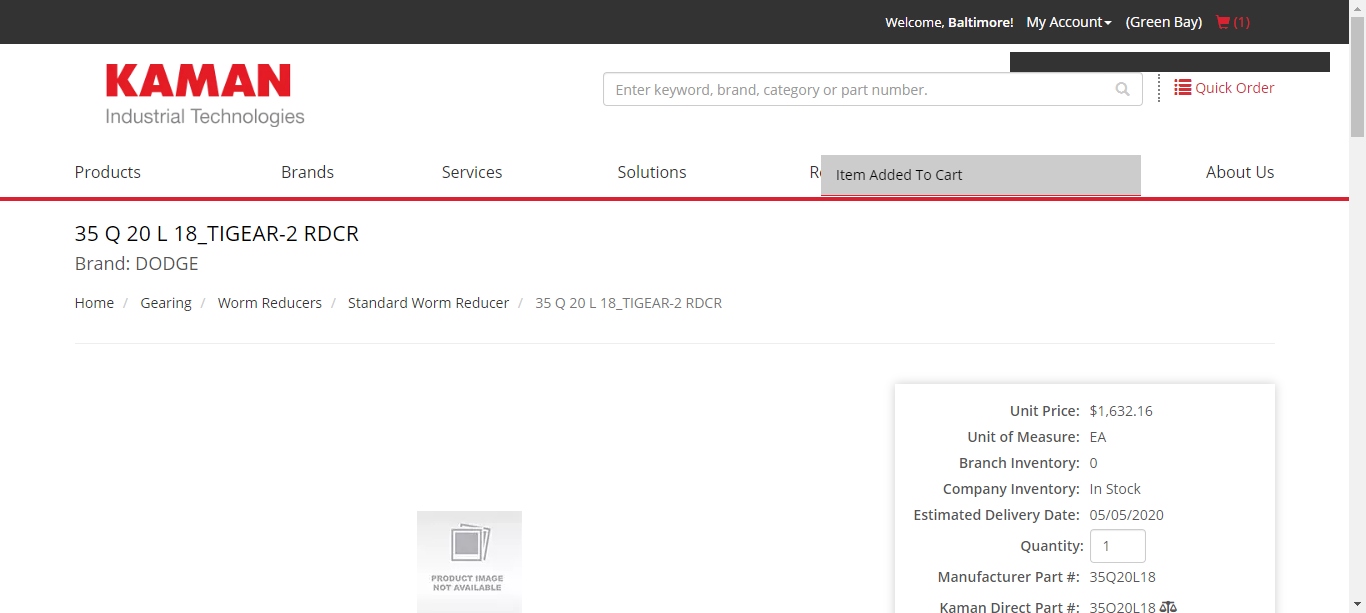 Welcome, Baltimore! My Account (Green Bay) (1)
KAMAN
Industrial Technologies
Enter keyword, brand, category or part number.
Quick Order
Products Brands Services Solutions Item Added To Cart About Us
35 Q 20 L 18_TIGEAR-2 RDCR
Brand: DODGE
Home / Gearing / Worm Reducers / Standard Worm Reducer / 35 Q 20 L 18_TIGEAR-2 RDCR
Unit Price: $1,632.16
Unit of Measure: EA
Branch Inventory: 0
Company Inventory: In Stock
Estimated Delivery Date: 05/05/2020
Quantity: 1
Manufacturer Part #: 35Q20L18
Kaman Direct Part #: 35Q20L18
PRODUCT IMAGE
NOT AVAILABLE